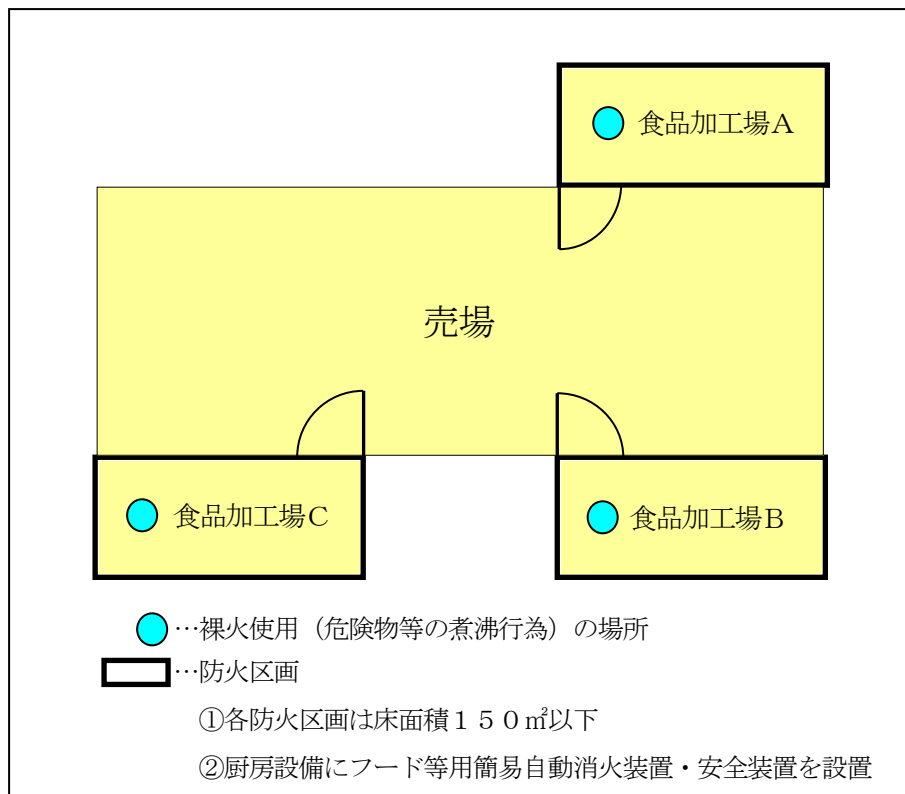 食品加工場Ａ
売場
食品加工場Ｃ
食品加工場Ｂ
…裸火使用（危険物等の煮沸行為）の場所
…防火区画
①各防火区画は床面積１５０㎡以下
②厨房設備にフード等用簡易自動消火装置・安全装置を設置